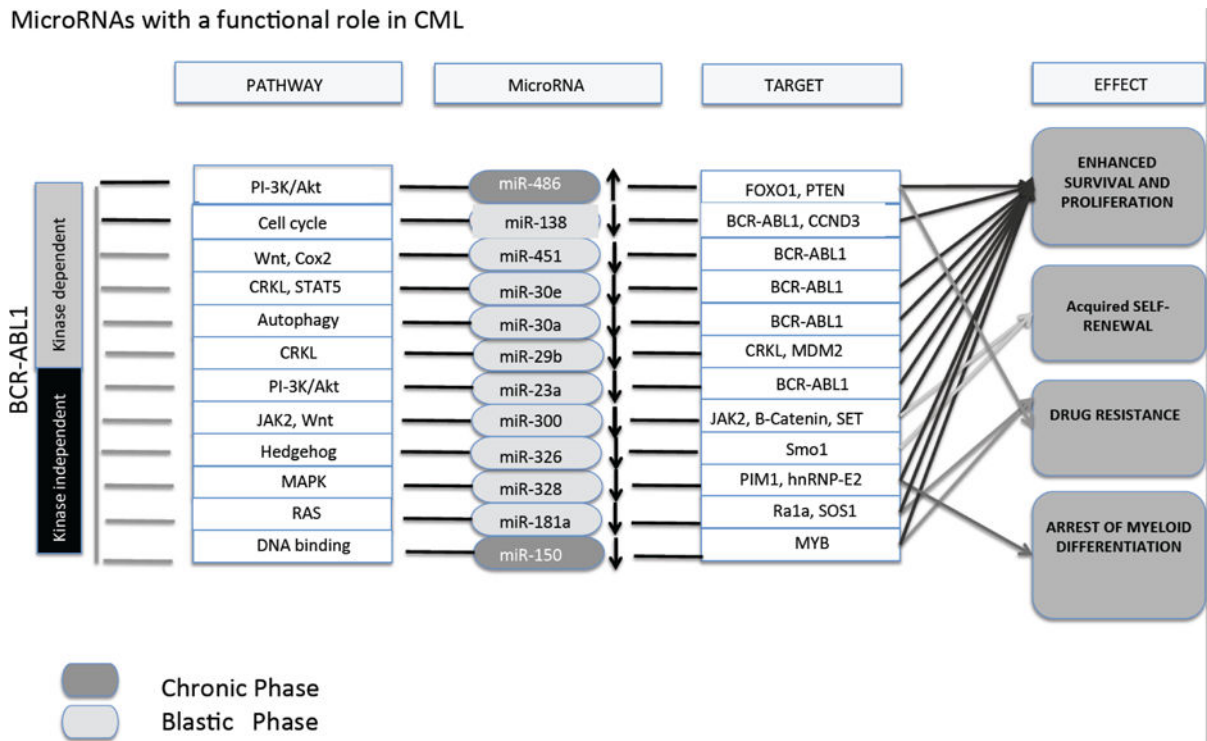 MicroRNAs with a functional role in CML
PATHWAY
MicroRNA
TARGET
EFFECT
BCR-ABL1
Kinase dependent
Kinase independent
PI-3K/Akt
miR-486
FOXO1, PTEN
Cell cycle
miR-138
BCR-ABL1, CCND3
Wnt, Cox2
miR-451
BCR-ABL1
CRKL, STAT5
miR-30e
BCR-ABL1
Autophagy
miR-30a
BCR-ABL1
CRKL
miR-29b
CRKL, MDM2
PI-3K/Akt
miR-23a
BCR-ABL1
JAK2, Wnt
miR-300
JAK2, B-Catenin, SET
Hedgehog
miR-326
Smo1
MAPK
miR-328
PIM1, hnRNP-E2
RAS
miR-181a
Ra1a, SOS1
DNA binding
miR-150
MYB
ENHANCED
SURVIVAL AND
PROLIFERATION
Acquired SELF-
RENEWAL
DRUG RESISTANCE
ARREST OF MYELOID
DIFFERENTIATION
Chronic Phase
Blastic Phase